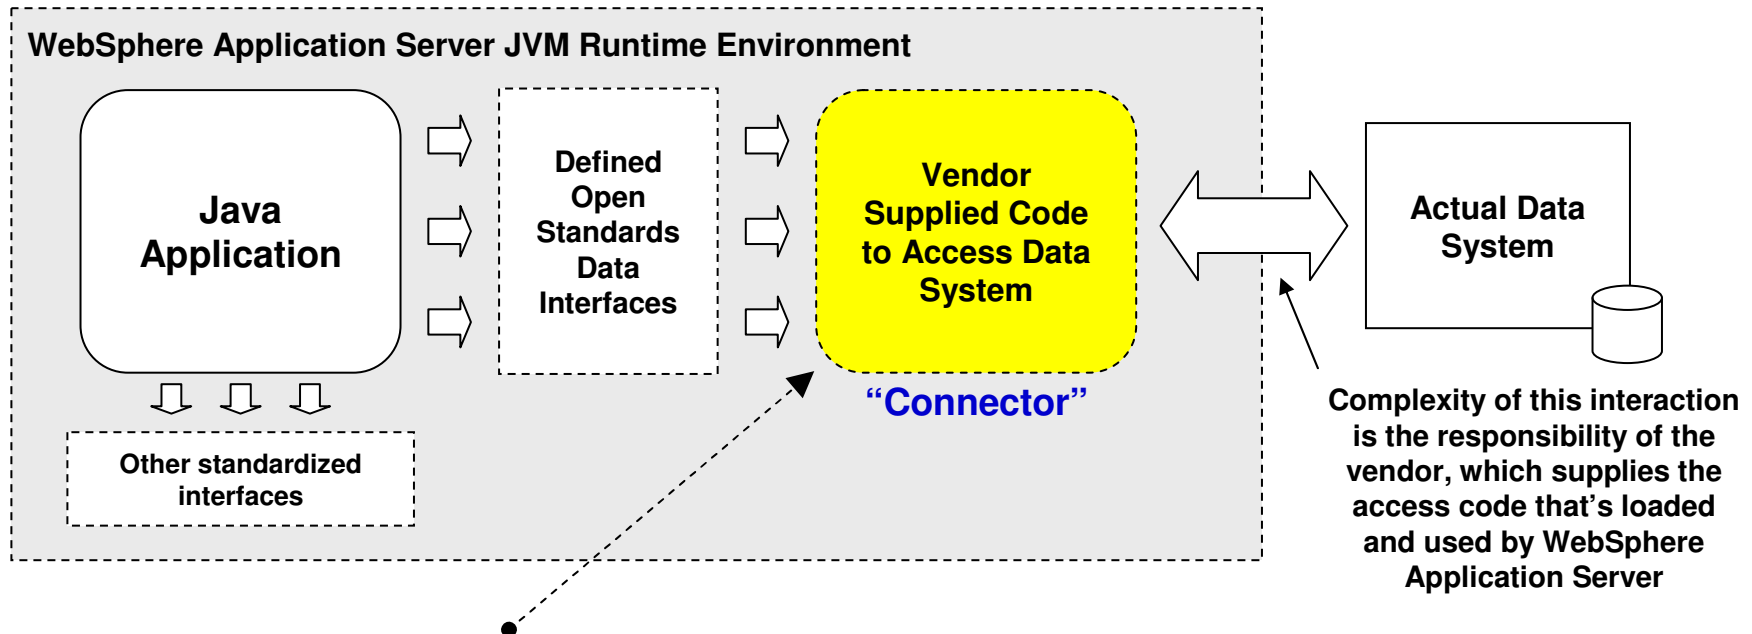 WebSphere Application Server JVM Runtime Environment
Java
Application
Defined
Open
Standards
Data
Interfaces
Vendor
Supplied Code
to Access Data
System
“Connector”
Actual Data
System
Other standardized
interfaces
Complexity of this interaction
is the responsibility of the
vendor, which supplies the
access code that’s loaded
and used by WebSphere
Application Server